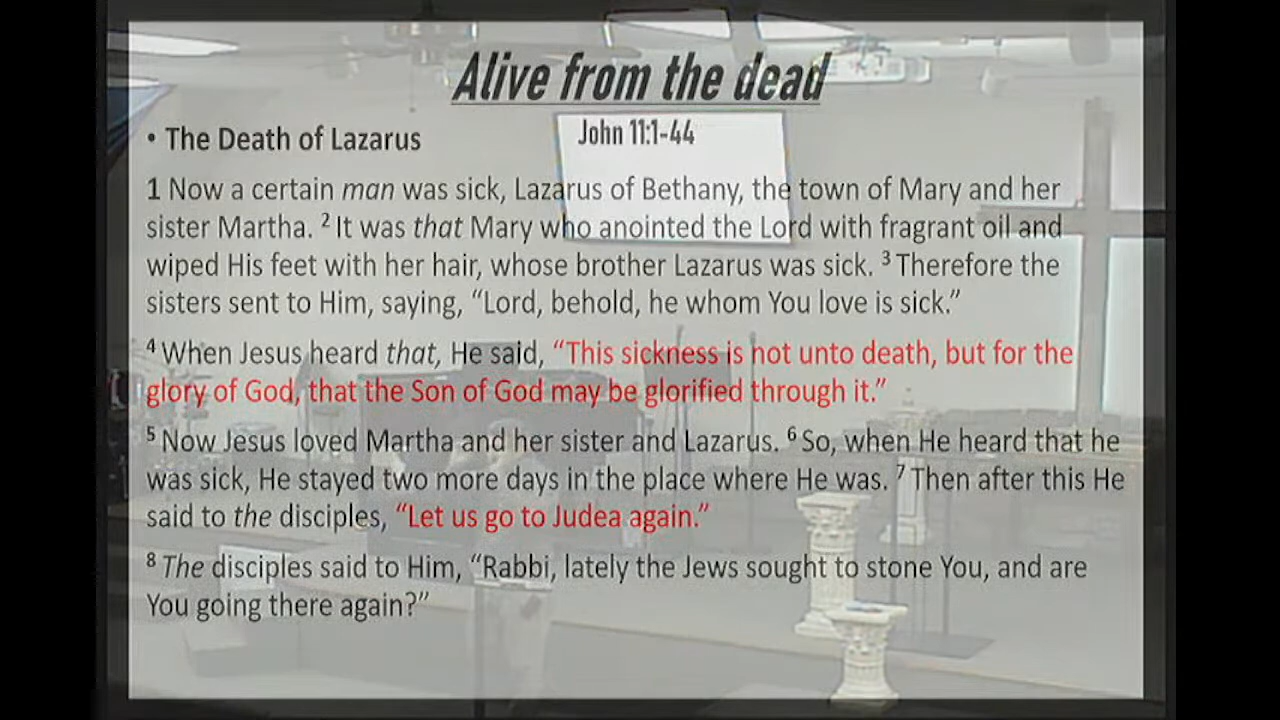 Alive from the dead
• The Death of Lazarus John 11:1-44
1 Now a certain man was sick, Lazarus of Bethany, the town of Mary and her
sister Martha. 2 It was that Mary who anointed the Lord with fragrant oil and
wiped His feet with her hair, whose brother Lazarus was sick. 3 Therefore the
sisters sent to Him, saying, “Lord, behold, he whom You love is sick.”
4 When Jesus heard that, He said, “This sickness is not unto death, but for the
glory of God, that the Son of God may be glorified through it.”
5 Now Jesus loved Martha and her sister and Lazarus. 6 So, when He heard that he
was sick, He stayed two more days in the place where He was. 7 Then after this He
said to the disciples, “Let us go to Judea again.”
8 The disciples said to Him, “Rabbi, lately the Jews sought to stone You, and are
You going there again?”